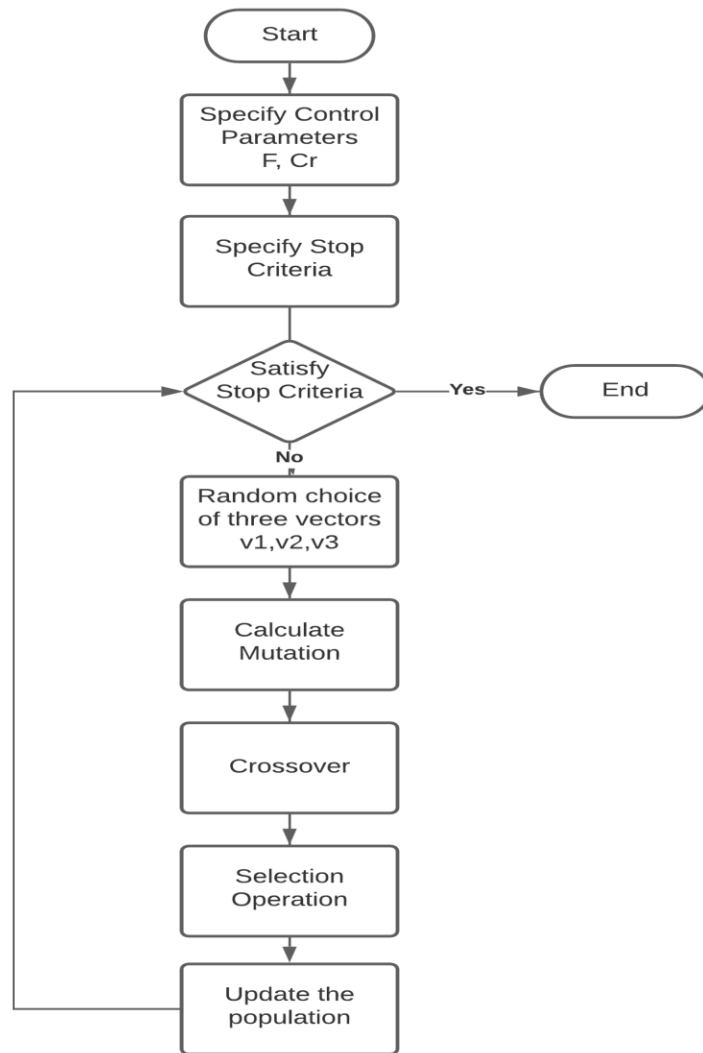 Start
Specify Control
Parameters
F, Cr
Specify Stop
Criteria
Satisfy
Stop Criteria
Yes
End
No
Random choice
of three vectors
v1,v2,v3
Calculate
Mutation
Crossover
Selection
Operation
Update the
population